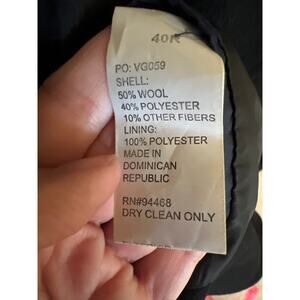 40R
PO: VG059
SHELL:
50% WOOL
40% POLYESTER
10% OTHER FIBERS
LINING:
100% POLYESTER
MADE IN
DOMINICAN
REPUBLIC
RN#94468
DRY CLEAN ONLY